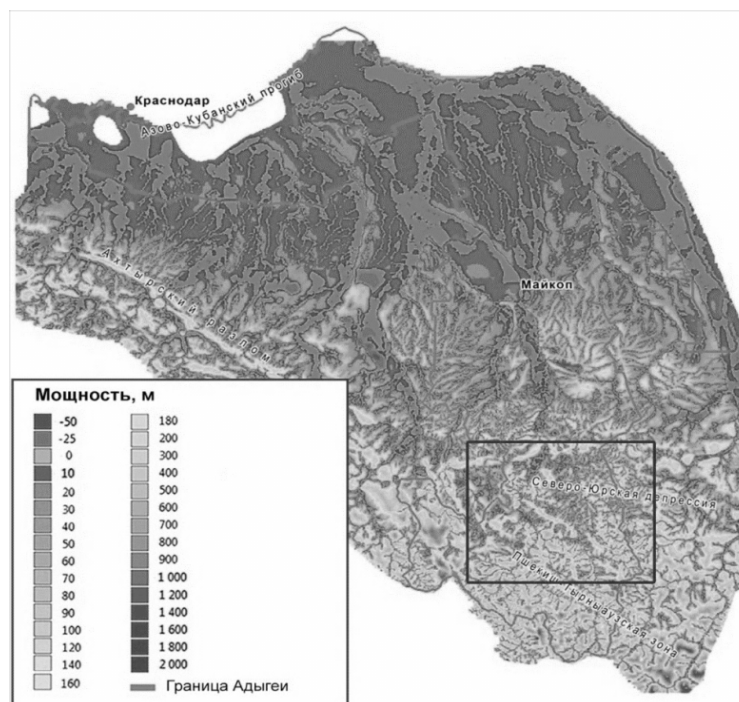 Краснодар
Азово-Кубанский прогиб
Майкоп
Ахтырский разлом
Северо-Юрская депрессия
Пшекиш-Тырныаузская зона
Мощность, м
-50 180
-25 200
0 300
10 400
20 500
30 600
40 700
50 800
60 900
70 1 000
80 1 200
90 1 400
100 1 600
120 1 800
140 2 000
160
Граница Адыгеи